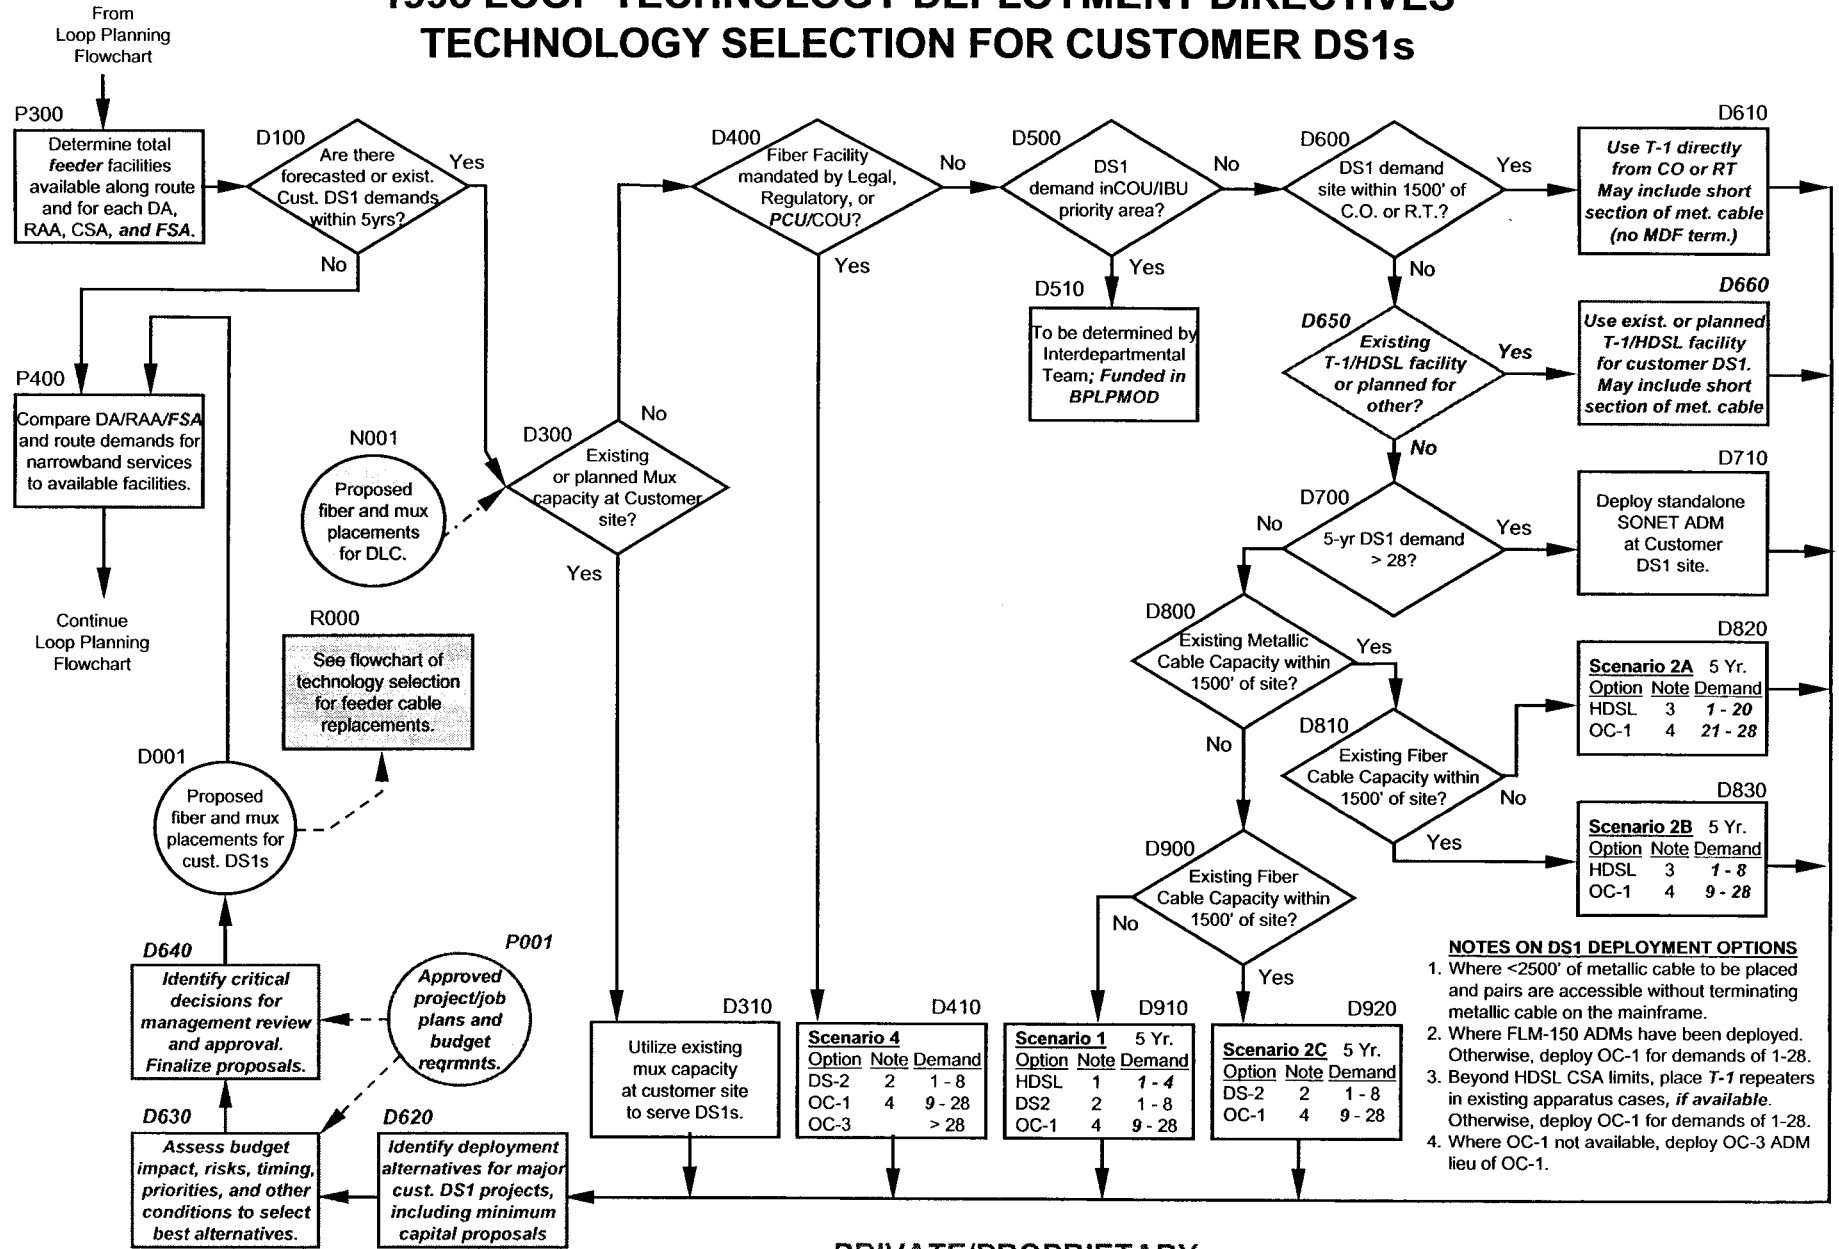 TECHNOLOGY SELECTION FOR CUSTOMER DS1s
From
Loop Planning
Flowchart
P300
Determine total
feeder facilities
available along route
and for each DA,
RAA, CSA, and FSA.
D100
Are there
forecasted or exist.
Cust. DS1 demands
within 5yrs?
Yes
No
P400
Compare DA/RAA/FSA
and route demands for
narrowband services
to available facilities.
Continue
Loop Planning
Flowchart
N001
Proposed
fiber and mux
placements
for DLC.
D300
Existing
or planned Mux
capacity at Customer
site?
No
Yes
R000
See flowchart of
technology selection
for feeder cable
replacements.
D001
Proposed
fiber and mux
placements for
cust. DS1s
D640
Identify critical
decisions for
management review
and approval.
Finalize proposals.
P001
Approved
project/job
plans and
budget
reqrmnts.
D630
Assess budget
impact, risks, timing,
priorities, and other
conditions to select
best alternatives.
D620
Identify deployment
alternatives for major
cust. DS1 projects,
including minimum
capital proposals
D310
Utilize existing
mux capacity
at customer site
to serve DS1s.
D400
Fiber Facility
mandated by Legal,
Regulatory, or
PCU/COU?
No
Yes
D410
Scenario 4
Option Note Demand
DS-2 2 1 - 8
OC-1 4 9 - 28
OC-3 > 28
D500
DS1
demand inCOU/IBU
priority area?
No
Yes
D510
To be determined by
Interdepartmental
Team; Funded in
BPLPMOD
D600
DS1 demand
site within 1500' of
C.O. or R.T.?
Yes
No
D610
Use T-1 directly
from CO or RT
May include short
section of met. cable
(no MDF term.)
D650
Existing
T-1/HDSL facility
or planned for
other?
Yes
No
D660
Use exist. or planned
T-1/HDSL facility
for customer DS1.
May include short
section of met. cable
D700
5-yr DS1 demand
> 28?
No
Yes
D710
Deploy standalone
SONET ADM
at Customer
DS1 site.
D800
Existing Metallic
Cable Capacity within
1500' of site?
Yes
No
D810
Existing Fiber
Cable Capacity within
1500' of site?
No
Yes
D820
Scenario 2A 5 Yr.
Option Note Demand
HDSL 3 1 - 20
OC-1 4 21 - 28
D830
Scenario 2B 5 Yr.
Option Note Demand
HDSL 3 1 - 8
OC-1 4 9 - 28
D900
Existing Fiber
Cable Capacity within
1500' of site?
No
Yes
D910
Scenario 1 5 Yr.
Option Note Demand
HDSL 1 1 - 4
DS2 2 1 - 8
OC-1 4 9 - 28
D920
Scenario 2C 5 Yr.
Option Note Demand
DS-2 2 1 - 8
OC-1 4 9 - 28
NOTES ON DS1 DEPLOYMENT OPTIONS
1. Where <2500' of metallic cable to be placed
and pairs are accessible without terminating
metallic cable on the mainframe.
2. Where FLM-150 ADMs have been deployed.
Otherwise, deploy OC-1 for demands of 1-28.
3. Beyond HDSL CSA limits, place T-1 repeaters
in existing apparatus cases, if available.
Otherwise, deploy OC-1 for demands of 1-28.
4. Where OC-1 not available, deploy OC-3 ADM
lieu of OC-1.